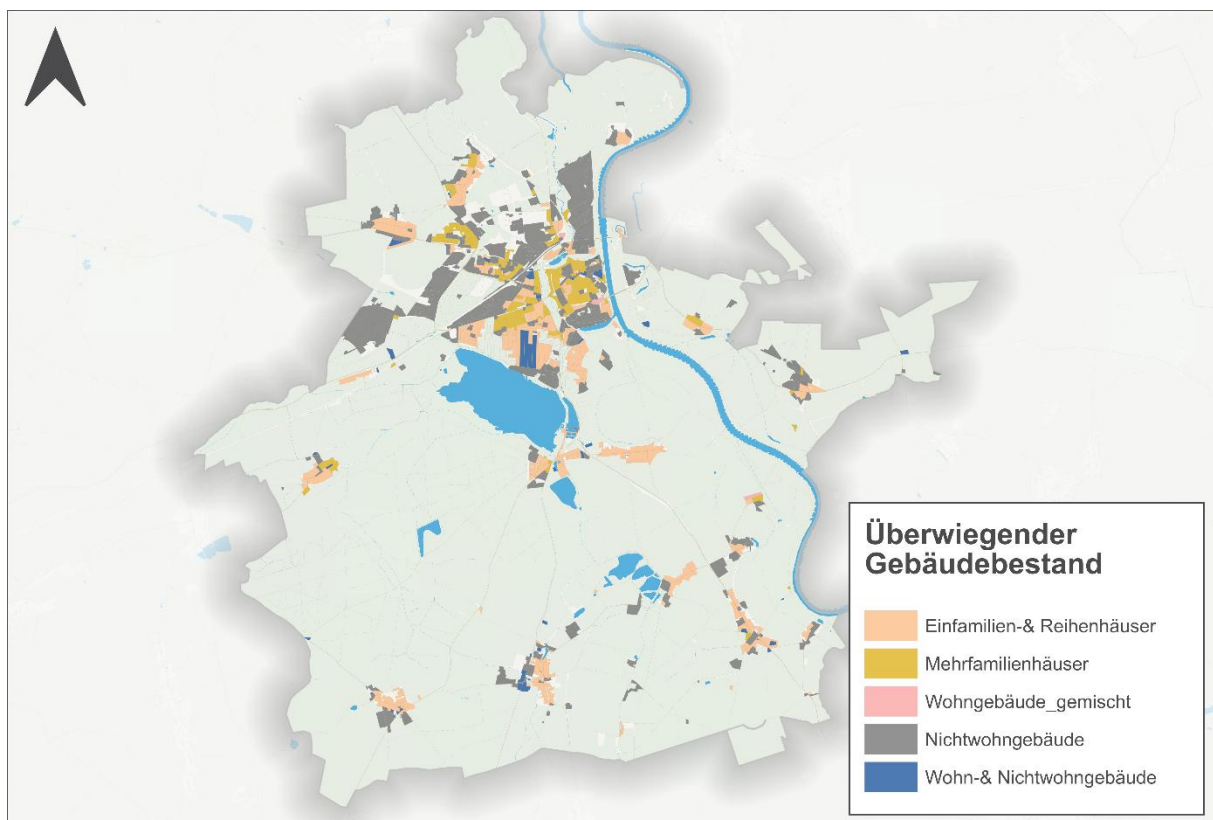 Überwiegender
Gebäudebestand
Einfamilien-& Reihenhäuser
Mehrfamilienhäuser
Wohngebäude_gemischt
Nichtwohngebäude
Wohn-& Nichtwohngebäude